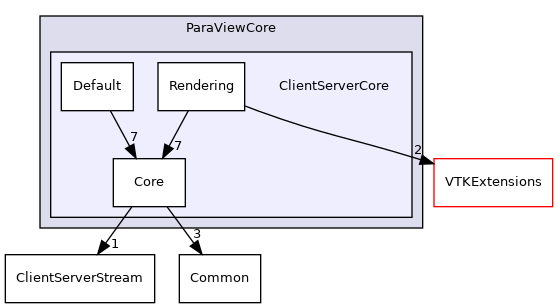 ParaViewCore
Default
Rendering
ClientServerCore
7
7
2
Core
VTKExtensions
1
3
ClientServerStream
Common